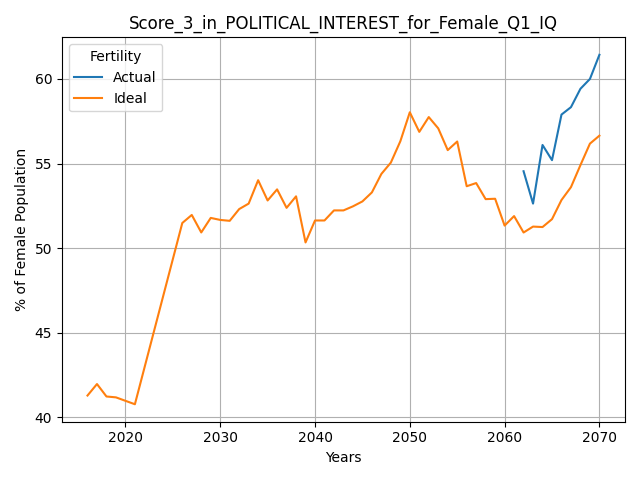 Score_3_in_POLITICAL_INTEREST_for_Female_Q1_IQ
Fertility
Actual
Ideal
% of Female Population
60
55
50
45
40
2020 2030 2040 2050 2060 2070
Years